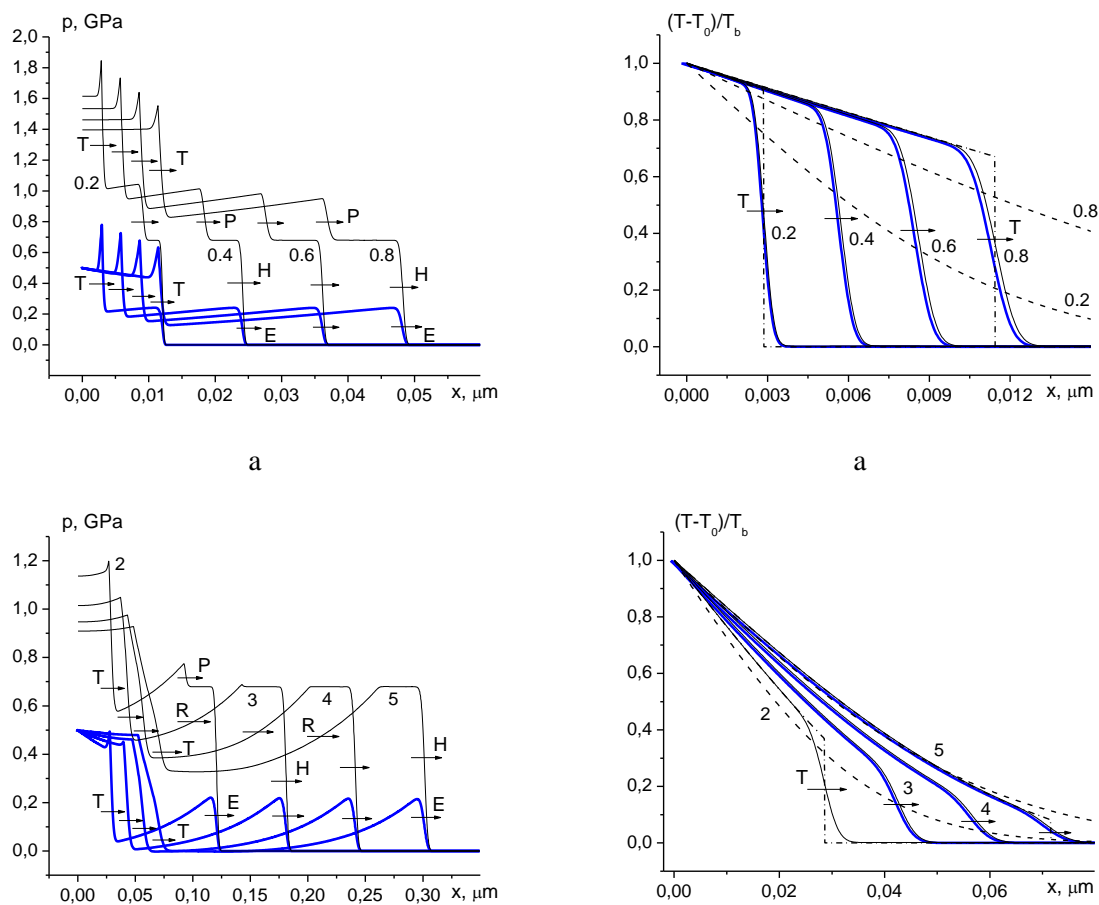 p, GPa
2,0
1,8
1,6
1,4
1,2
1,0
0,8
0,6
0,4
0,2
0,0
T
T
0.2
P
P
0.4
0.6
0.8
H
H
T
T
E
E
0,00 0,01 0,02 0,03 0,04 0,05 x, μm
a
(T-T0)/Tb
1,0
0,8
0,6
0,4
0,2
0,0
0.8
T
0.2
0.4
0.6
T
0.8
0.2
0,000 0,003 0,006 0,009 0,012 x, μm
a
p, GPa
1,2
1,0
0,8
0,6
0,4
0,2
0,0
2
T
P
R
3
4
5
R
T
H
H
T
T
E
E
0,00 0,05 0,10 0,15 0,20 0,25 0,30 x, μm
(T-T0)/Tb
1,0
0,8
0,6
0,4
0,2
0,0
2
5
T
3
4
0,00 0,02 0,04 0,06 x, μm